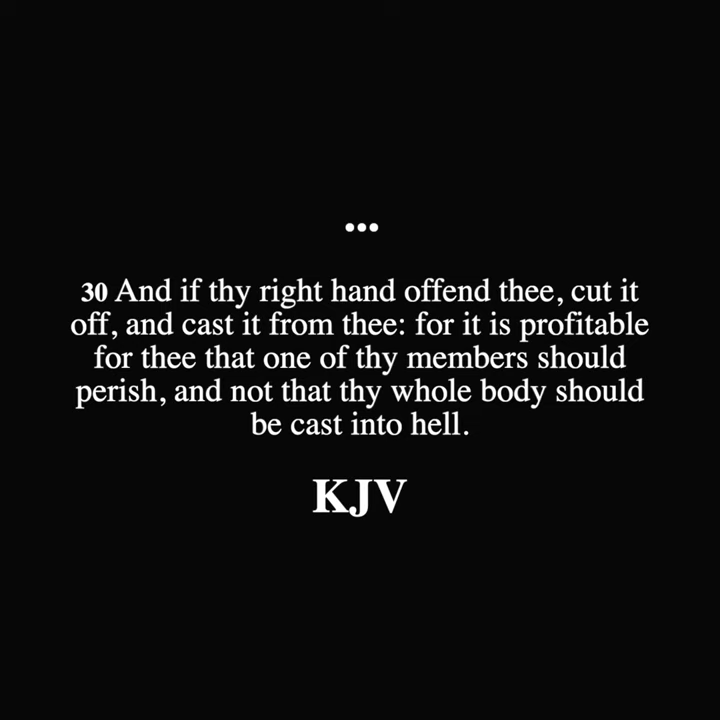 ...
30 And if thy right hand offend thee, cut it
off, and cast it from thee: for it is profitable
for thee that one of thy members should
perish, and not that thy whole body should
be cast into hell.
KJV